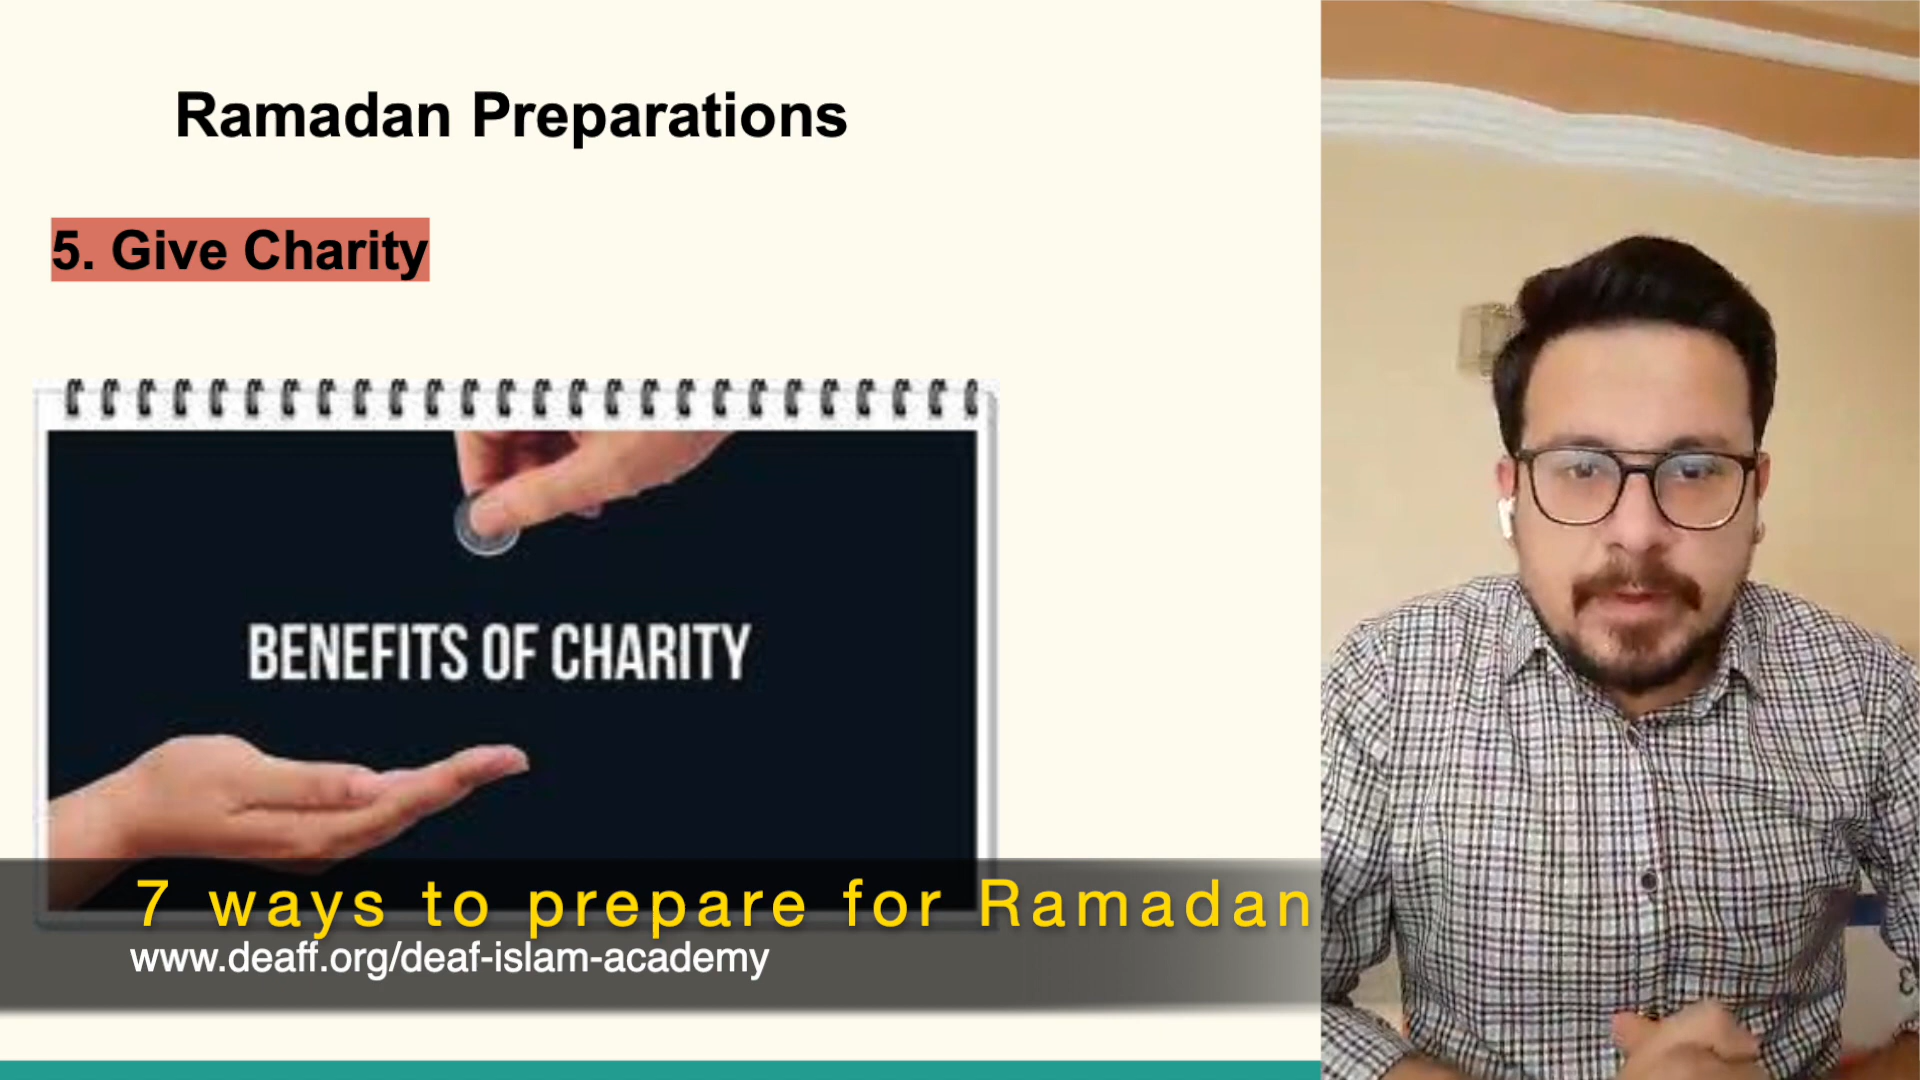 Ramadan Preparations
5. Give Charity
BENEFITS OF CHARITY
7 ways to prepare for Ramadan
www.deaff.org/deaf-islam-academy